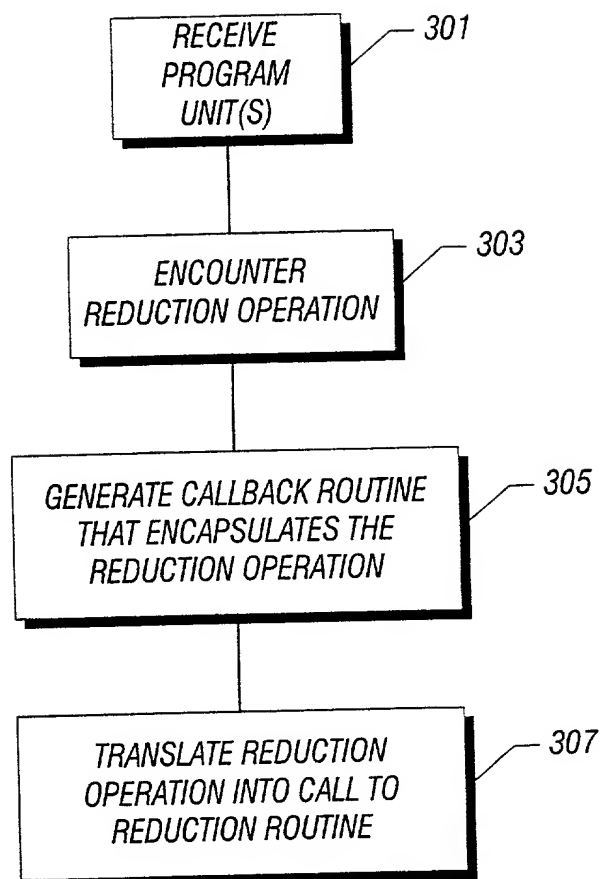 RECEIVE
PROGRAM
UNIT(S)
301
ENCOUNTER
REDUCTION OPERATION
303
GENERATE CALLBACK ROUTINE
THAT ENCAPSULATES THE
REDUCTION OPERATION
305
TRANSLATE REDUCTION
OPERATION INTO CALL TO
REDUCTION ROUTINE
307